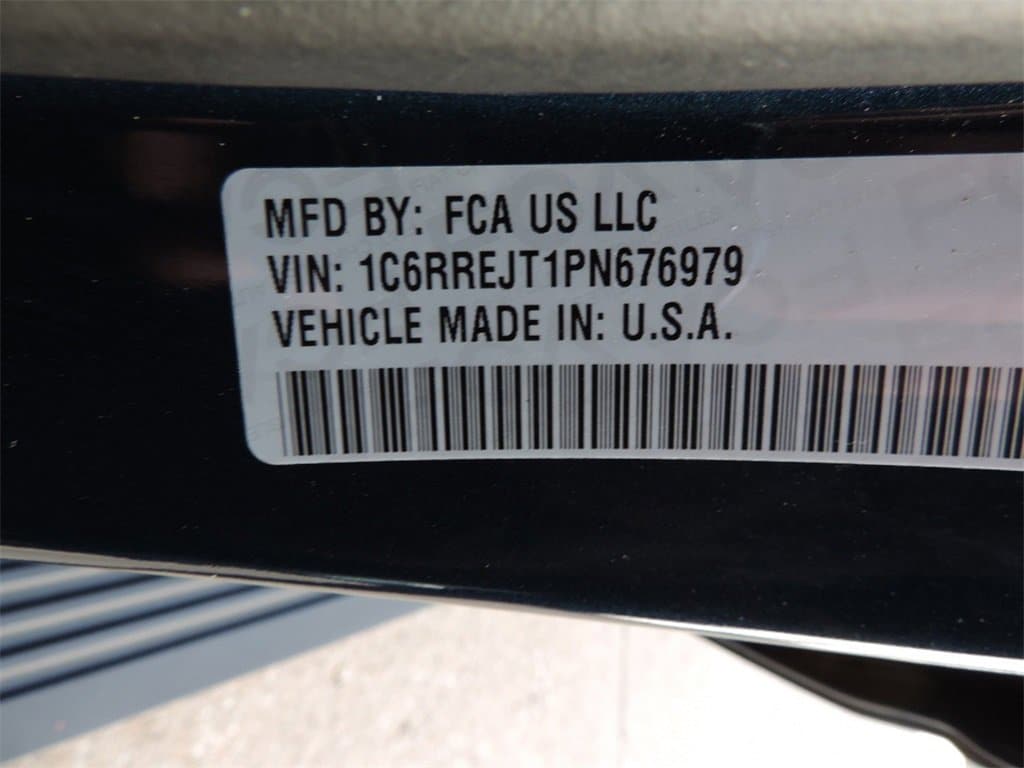 MFD BY: FCA US LLC
VIN: 1C6RREJT1PN676979
VEHICLE MADE IN: U.S.A.